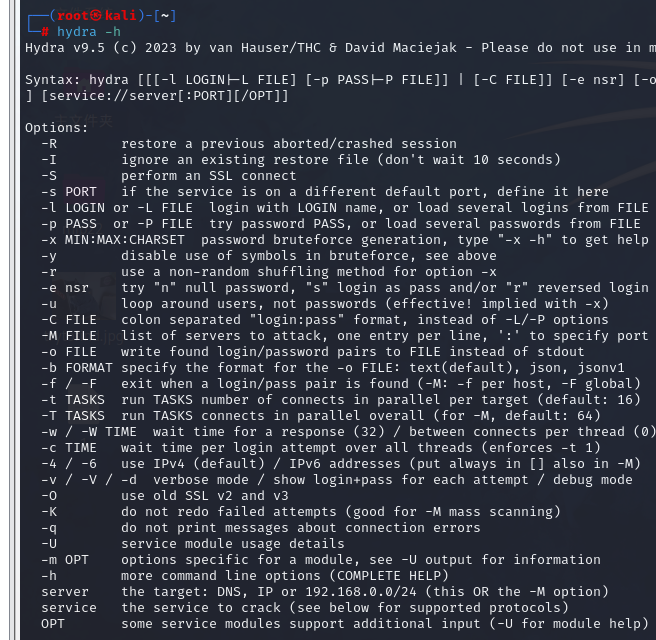 ┌──(root㉿kali)-[~]
└─# hydra -h
Hydra v9.5 (c) 2023 by van Hauser/THC & David Maciejak - Please do not use in m
Syntax: hydra [[[-l LOGIN|-L FILE] [-p PASS|-P FILE]] | [-C FILE]] [-e nsr] [-o
] [service://server[:PORT][/OPT]]
Options:
-R restore a previous aborted/crashed session
-I ignore an existing restore file (don't wait 10 seconds)
-S perform an SSL connect
-s PORT if the service is on a different default port, define it here
-l LOGIN or -L FILE login with LOGIN name, or load several logins from FILE
-p PASS or -P FILE try password PASS, or load several passwords from FILE
-x MIN:MAX:CHARSET password bruteforce generation, type "-x -h" to get help
-y disable use of symbols in bruteforce, see above
-r use a non-random shuffling method for option -x
-e nsr try "n" null password, "s" login as pass and/or "r" reversed login
-u loop around users, not passwords (effective! implied with -x)
-C FILE colon separated "login:pass" format, instead of -L/-P options
-M FILE list of servers to attack, one entry per line, ':' to specify port
-o FILE write found login/password pairs to FILE instead of stdout
-b FORMAT specify the format for the -o FILE: text(default), json, jsonv1
-f / -F exit when a login/pass pair is found (-M: -f per host, -F global)
-t TASKS run TASKS number of connects in parallel per target (default: 16)
-T TASKS run TASKS connects in parallel overall (for -M, default: 64)
-w / -W TIME wait time for a response (32) / between connects per thread (0)
-c TIME wait time per login attempt over all threads (enforces -t 1)
-4 / -6 use IPv4 (default) / IPv6 addresses (put always in [] also in -M)
-v / -V / -d verbose mode / show login+pass for each attempt / debug mode
-O use old SSL v2 and v3
-K do not redo failed attempts (good for -M mass scanning)
-q do not print messages about connection errors
-U service module usage details
-m OPT options specific for a module, see -U output for information
-h more command line options (COMPLETE HELP)
server the target: DNS, IP or 192.168.0.0/24 (this OR the -M option)
service the service to crack (see below for supported protocols)
OPT some service modules support additional input (-U for module help)